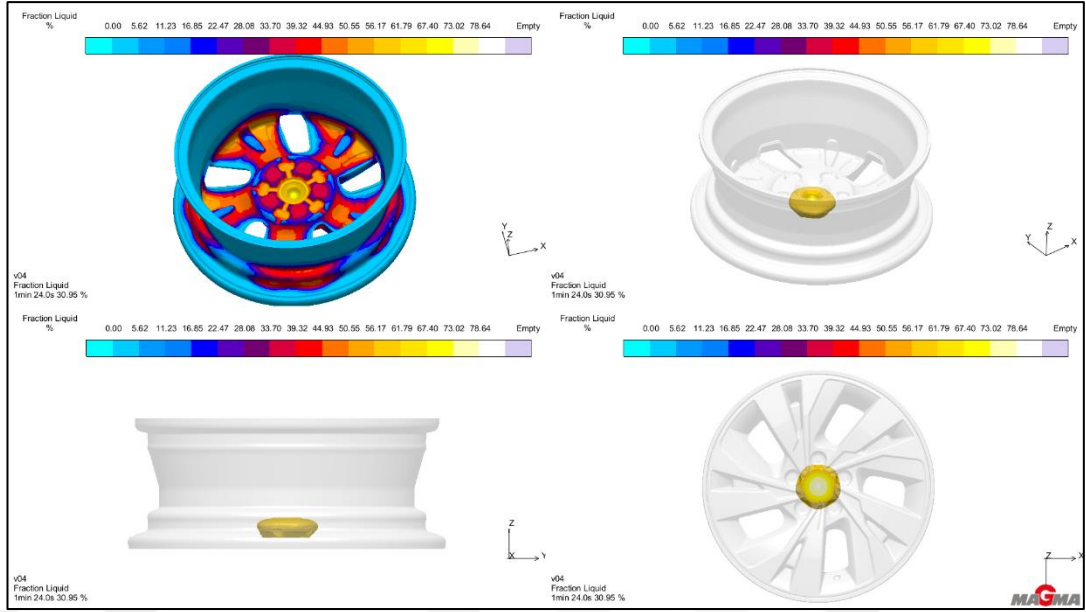 Fraction Liquid
%
0.00 5.62 11.23 16.85 22.47 28.08 33.70 39.32 44.93 50.55 56.17 61.79 67.40 73.02 78.64 Empty
Y
Z
X
v04
Fraction Liquid
1min 24.0s 30.95 %
Fraction Liquid
%
0.00 5.62 11.23 16.85 22.47 28.08 33.70 39.32 44.93 50.55 56.17 61.79 67.40 73.02 78.64 Empty
Z
Y
X
v04
Fraction Liquid
1min 24.0s 30.95 %
Fraction Liquid
%
0.00 5.62 11.23 16.85 22.47 28.08 33.70 39.32 44.93 50.55 56.17 61.79 67.40 73.02 78.64 Empty
Z
X Y
v04
Fraction Liquid
1min 24.0s 30.95 %
Fraction Liquid
%
0.00 5.62 11.23 16.85 22.47 28.08 33.70 39.32 44.93 50.55 56.17 61.79 67.40 73.02 78.64 Empty
Z X
v04
Fraction Liquid
1min 24.0s 30.95 %
MAGMA